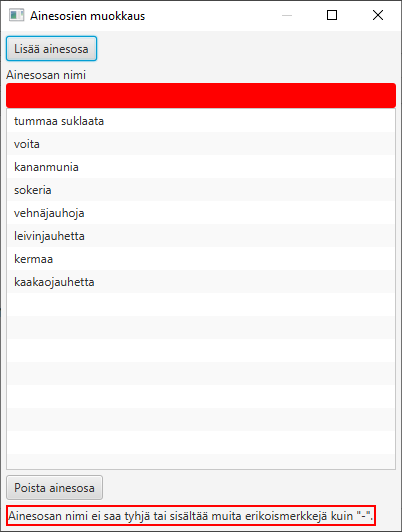 Ainesosien muokkaus
Lisää ainesosa
Ainesosan nimi
tummaa suklaata
voita
kananmunia
sokeria
vehnäjauhoja
leivinjauhetta
kermaa
kaakaojauhetta
Poista ainesosa
Ainesosan nimi ei saa tyhjä tai sisältää muita erikoismerkkejä kuin "-".